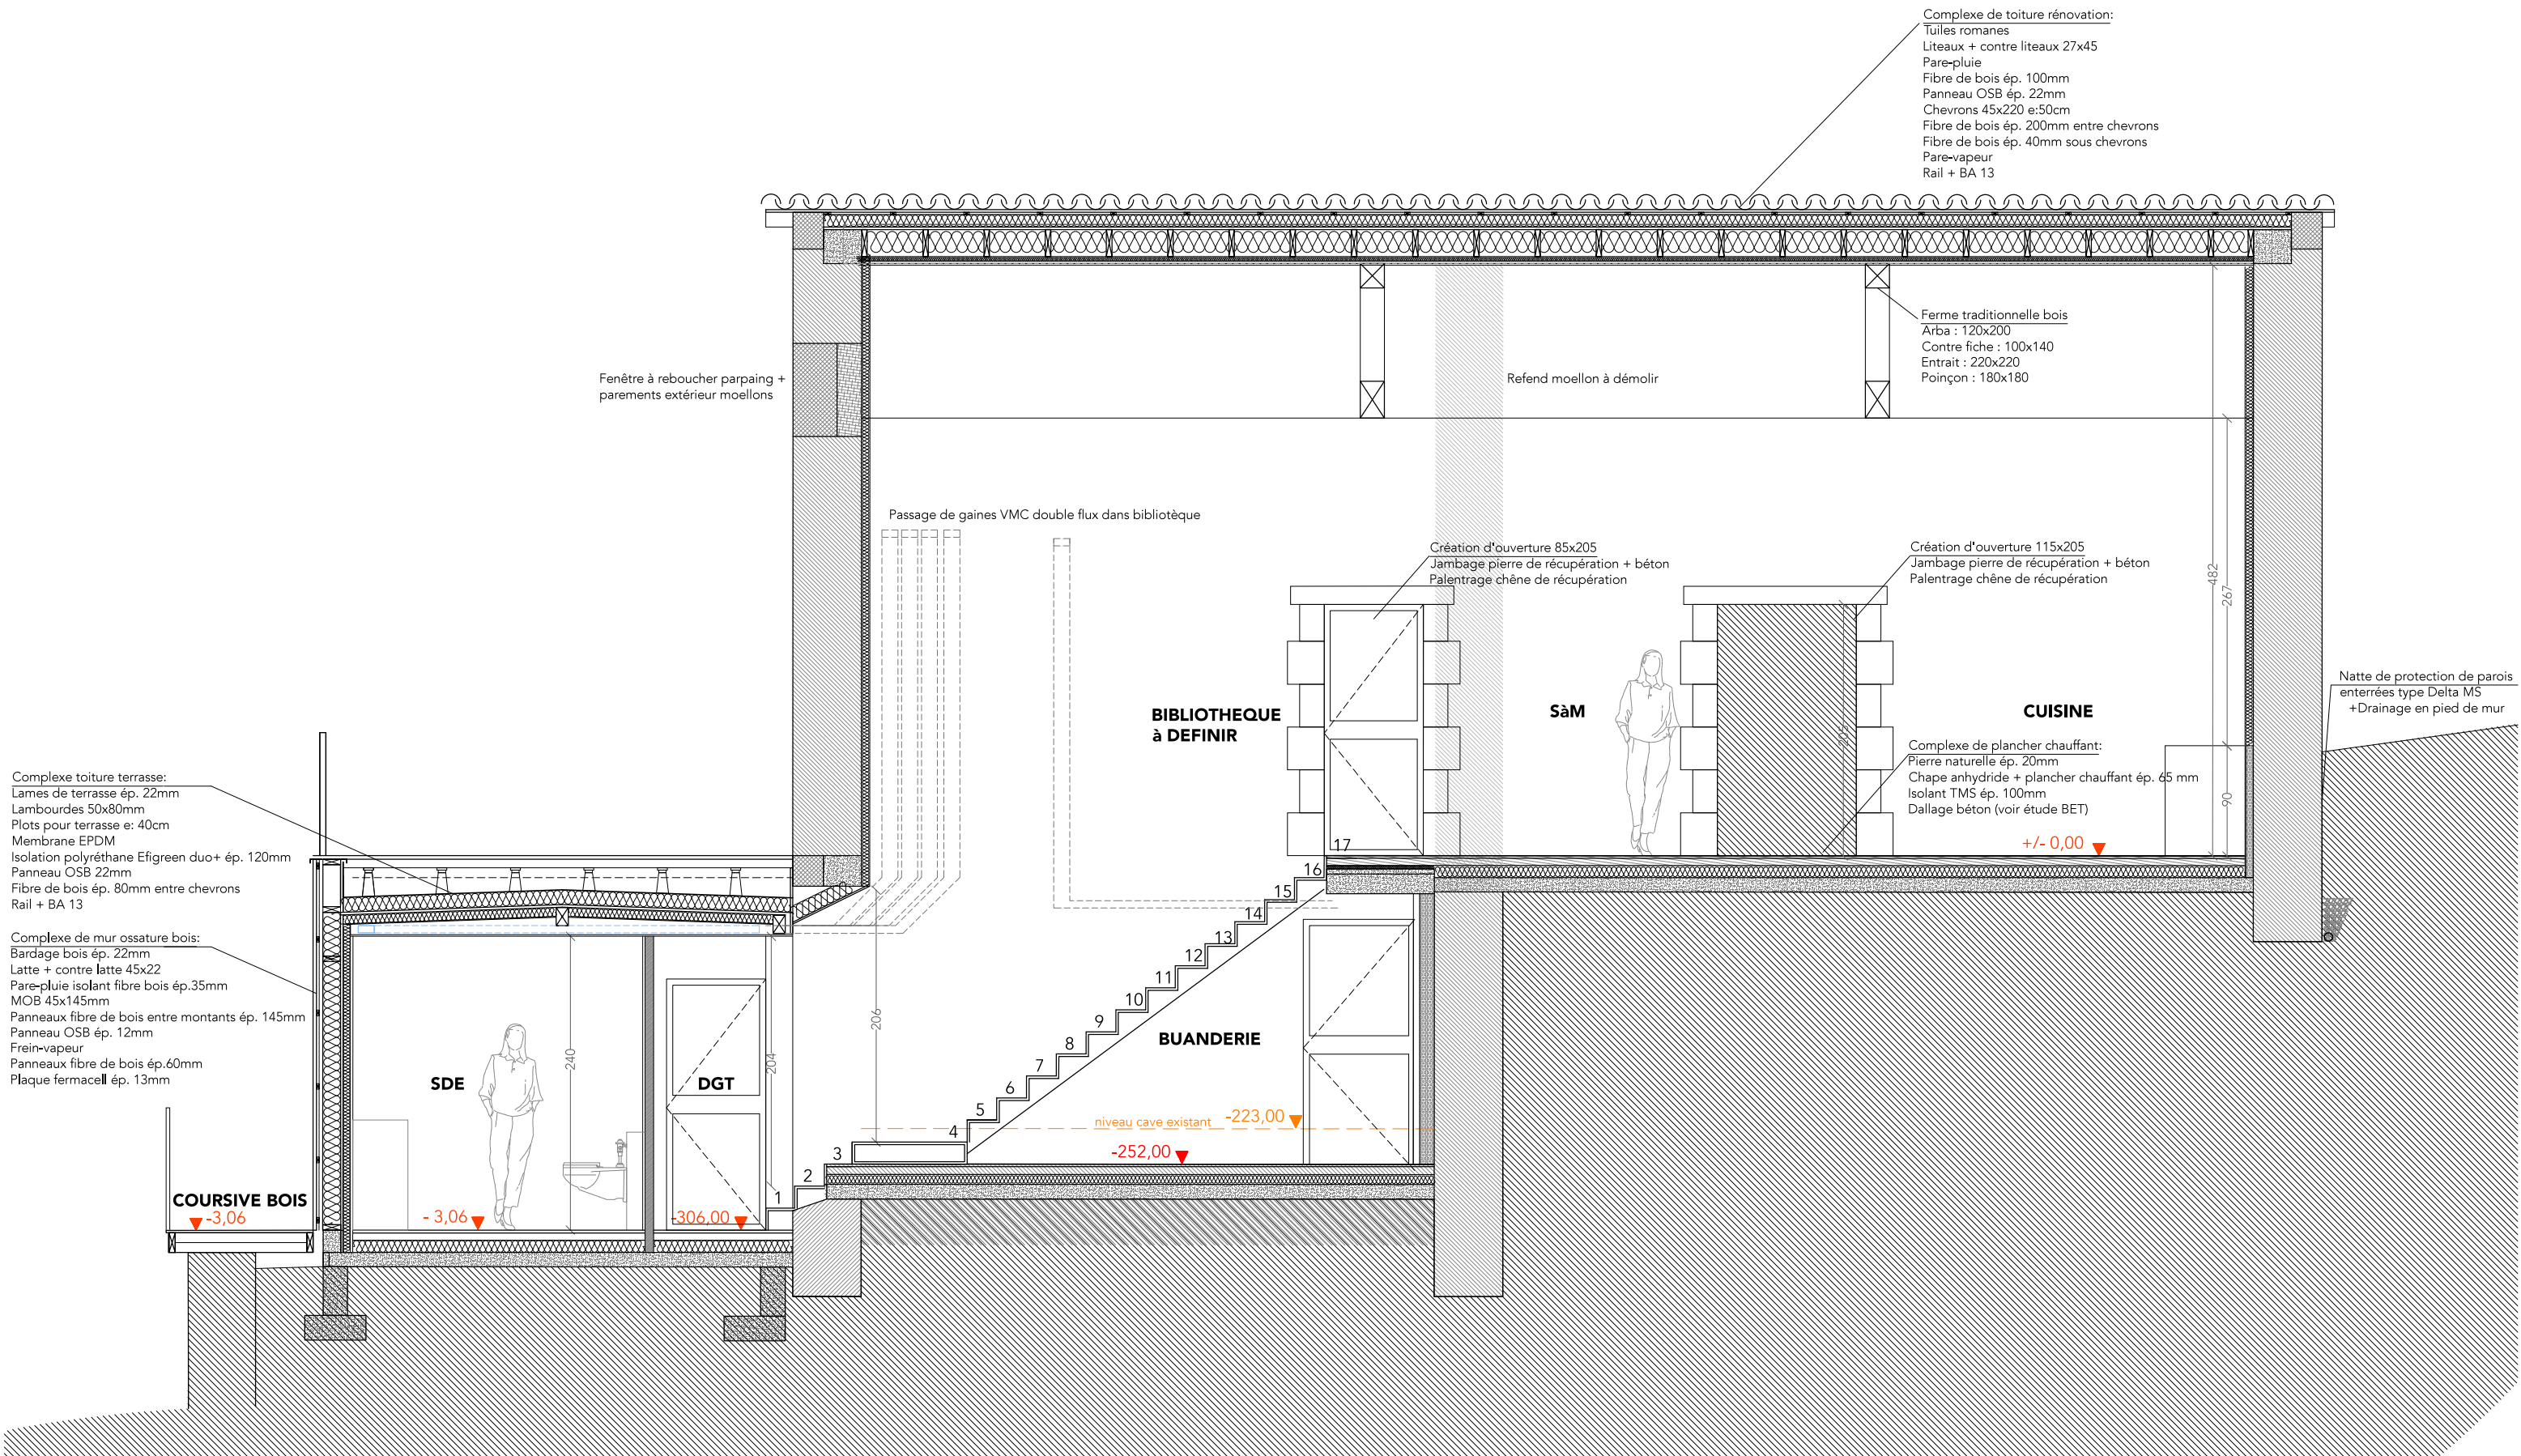 Complexe de toiture rénovation:
Tuiles romanes
Liteaux + contre liteaux 27x45
Pare-pluie
Fibre de bois ép. 100mm
Panneau OSB ép. 22mm
Chevrons 45x220 e:50cm
Fibre de bois ép. 200mm entre chevrons
Fibre de bois ép. 40mm sous chevrons
Pare-vapeur
Rail + BA 13
Ferme traditionnelle bois
Arba : 120x200
Contre fiche : 100x140
Entrait : 220x220
Poinçon : 180x180
Fenêtre à reboucher parpaing +
parements extérieur moellons
Refend moellon à démolir
Passage de gaines VMC double flux dans bibliotèque
Création d'ouverture 85x205
Jambage pierre de récupération + béton
Palentrage chêne de récupération
Création d'ouverture 115x205
Jambage pierre de récupération + béton
Palentrage chêne de récupération
482
267
205
90
Natte de protection de parois
enterrées type Delta MS
+Drainage en pied de mur
BIBLIOTHEQUE
à DEFINIR
SàM
CUISINE
Complexe de plancher chauffant:
Pierre naturelle ép. 20mm
Chape anhydride + plancher chauffant ép. 65 mm
Isolant TMS ép. 100mm
Dallage béton (voir étude BET)
+/- 0,00
Complexe toiture terrasse:
Lames de terrasse ép. 22mm
Lambourdes 50x80mm
Plots pour terrasse e: 40cm
Membrane EPDM
Isolation polyréthane Efigreen duo+ ép. 120mm
Panneau OSB 22mm
Fibre de bois ép. 80mm entre chevrons
Rail + BA 13
Complexe de mur ossature bois:
Bardage bois ép. 22mm
Latte + contre latte 45x22
Pare-pluie isolant fibre bois ép.35mm
MOB 45x145mm
Panneaux fibre de bois entre montants ép. 145mm
Panneau OSB ép. 12mm
Frein-vapeur
Panneaux fibre de bois ép.60mm
Plaque fermacell ép. 13mm
17
16
15
14
13
12
11
10
9
8
7
6
5
4
3
2
1
206
240
204
BUANDERIE
SDE
DGT
niveau cave existant -223,00
-252,00
COURSIVE BOIS
-3,06
- 3,06
-306,00